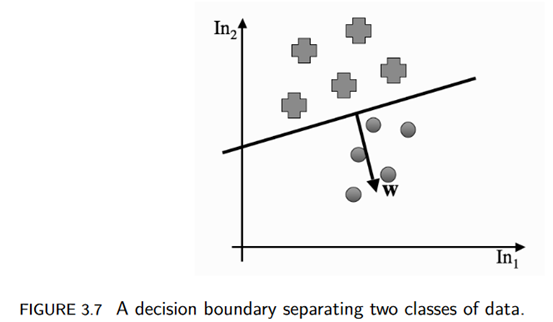 In₂
W
In₁
FIGURE 3.7 A decision boundary separating two classes of data.